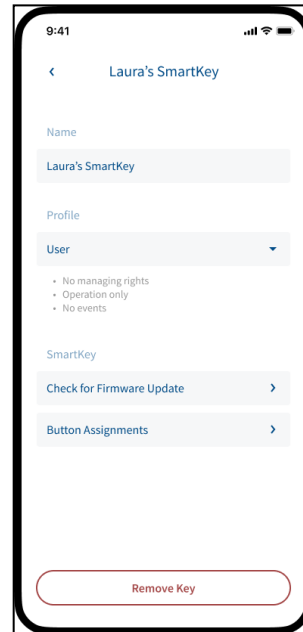 9:41
Laura’s SmartKey
Name
Laura’s SmartKey
Profile
User
• No managing rights
• Operation only
• No events
SmartKey
Check for Firmware Update
Button Assignments
Remove Key